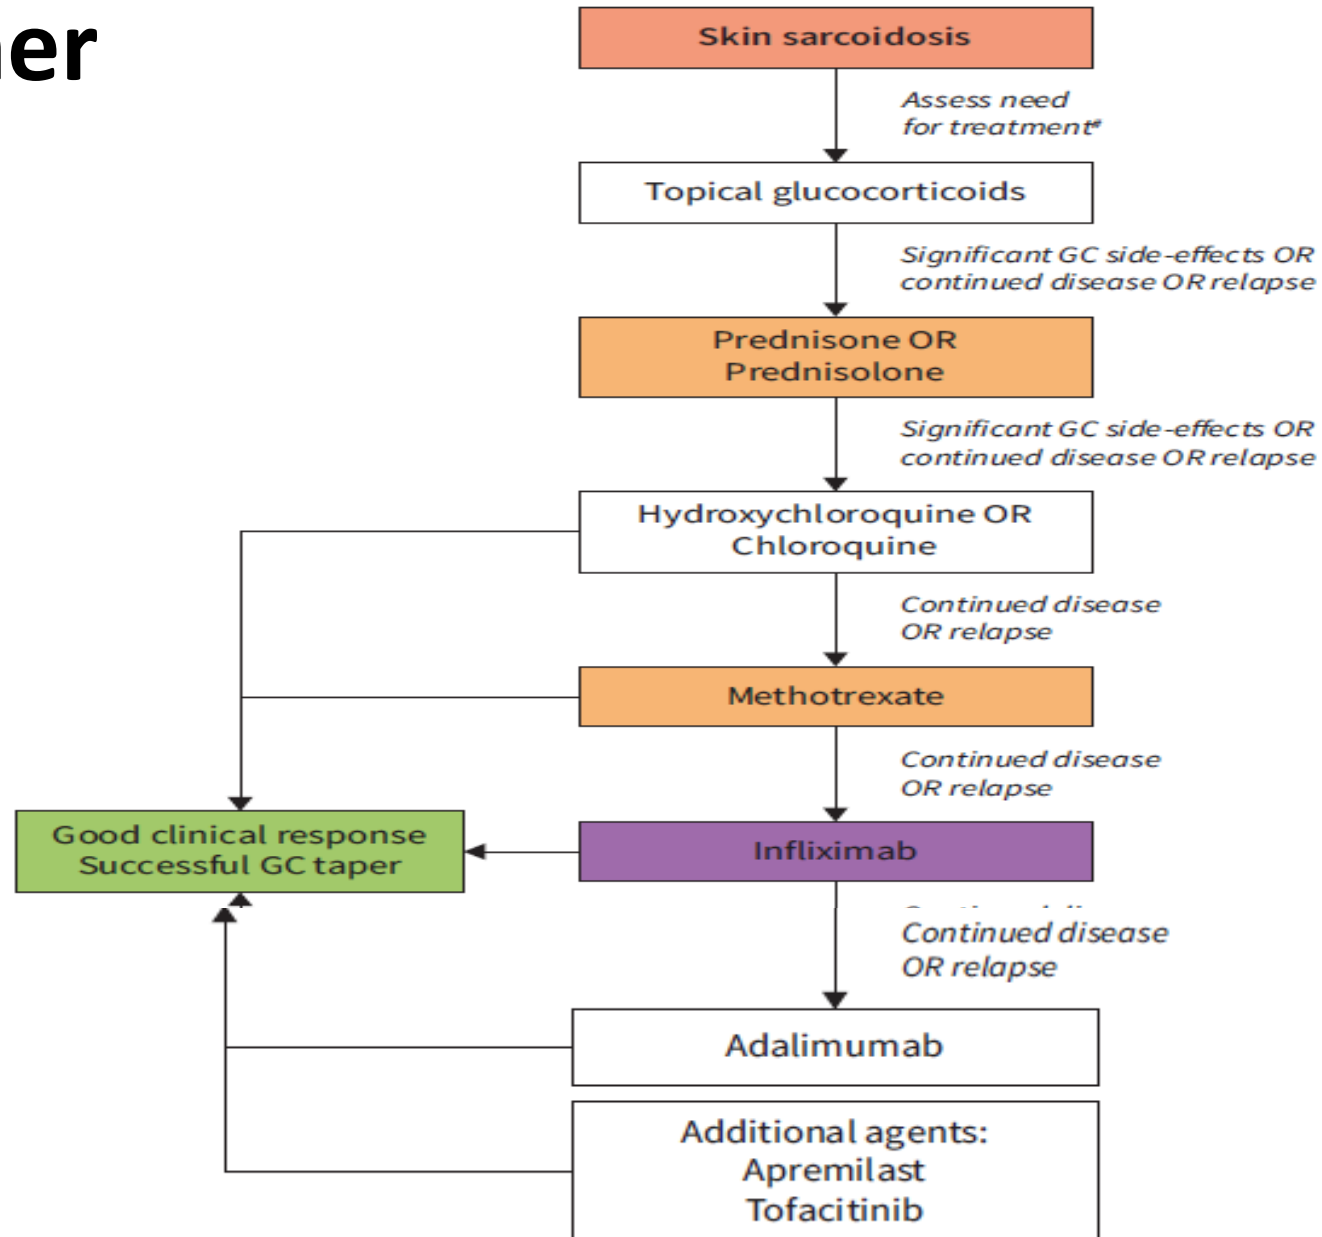 ner
Skin sarcoidosis
Assess need
for treatment#
Topical glucocorticoids
Significant GC side-effects OR
continued disease OR relapse
Prednisone OR
Prednisolone
Significant GC side-effects OR
continued disease OR relapse
Hydroxychloroquine OR
Chloroquine
Continued disease
OR relapse
Methotrexate
Continued disease
OR relapse
Good clinical response
Successful GC taper
Infliximab
Continued disease
OR relapse
Adalimumab
Additional agents:
Apremilast
Tofacitinib